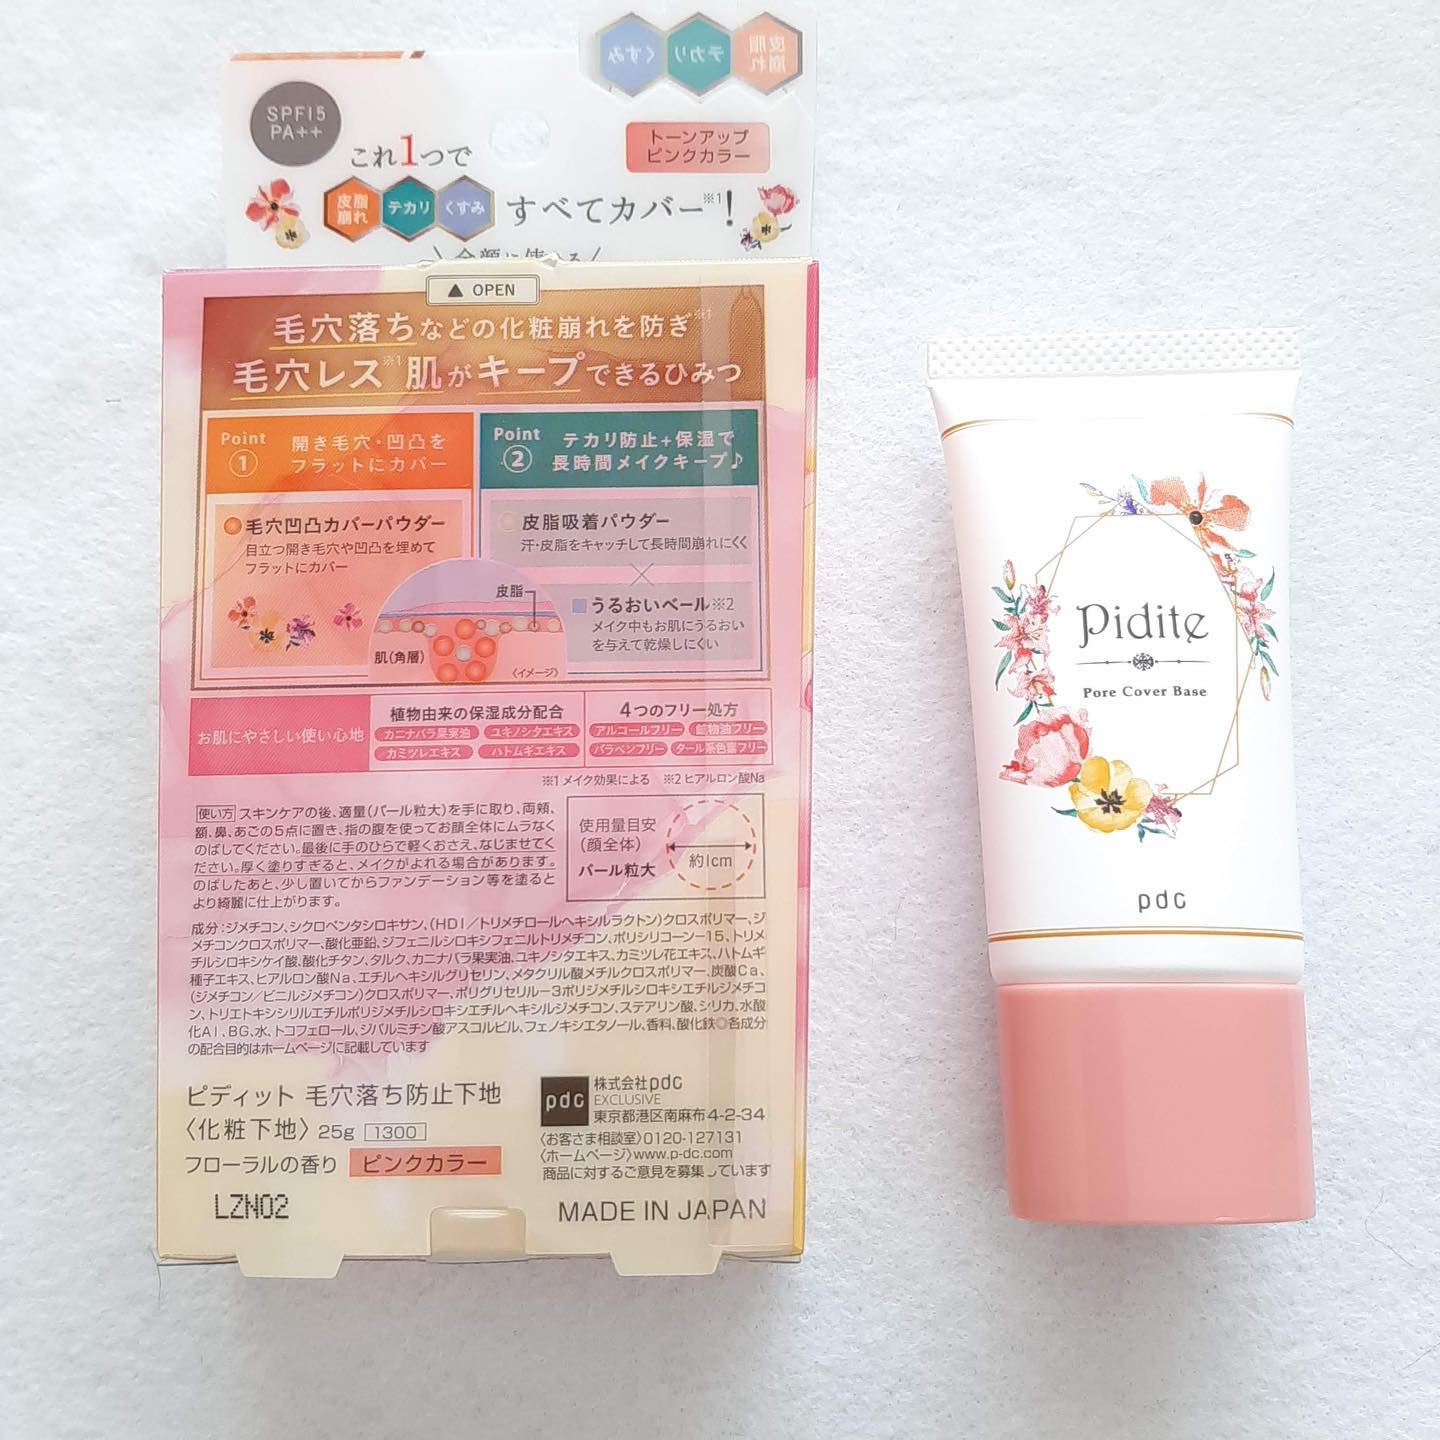 皮脂
崩れ
テカリ
くすみ
SPF15
PA++
トーンアップ
ピンクカラー
これ1つで
皮脂
崩れ
テカリ
くすみ
すべてカバー※1!
▲ OPEN
毛穴落ちなどの化粧崩れを防ぎ※1
毛穴レス※1肌がキープできるひみつ
Point
1
開き毛穴・凹凸を
フラットにカバー
Point
2
テカリ防止+保湿で
長時間メイクキープ♪
毛穴凹凸カバーパウダー
目立つ開き毛穴や凹凸を埋めて
フラットにカバー
皮脂吸着パウダー
汗・皮脂をキャッチして長時間崩れにくく
×
うるおいベール※2
メイク中もお肌にうるおい
を与えて乾燥しにくい
皮脂
肌(角層)
〈イメージ〉
お肌にやさしい使い心地
植物由来の保湿成分配合
カニナバラ果実油 ユキノシタエキス
カミツレエキス ハトムギエキス
4つのフリー処方
アルコールフリー 鉱物油フリー
パラベンフリー タール系色素フリー
※1メイク効果による ※2ヒアルロン酸Na
使い方 スキンケアの後、適量(パール粒大)を手に取り、両頬、
額、鼻、あごの5点に置き、指の腹を使ってお顔全体にムラなく
のばしてください。最後に手のひらで軽くおさえ、なじませてく
ださい。厚く塗りすぎると、メイクがよれる場合があります。
のばしたあと、少し置いてからファンデーション等を塗ると
より綺麗に仕上がります。
使用量目安
(顔全体)
パール粒大
約1cm
成分:ジメチコン、シクロペンタシロキサン、(HDI/トリメチロールヘキシルラクトン)クロスポリマー、ジ
メチコンクロスポリマー、酸化亜鉛、ジフェニルシロキシフェニルトリメチコン、ポリシリコーン-15、トリメ
チルシロキシケイ酸、酸化チタン、タルク、カニナバラ果実油、ユキノシタエキス、カミツレ花エキス、ハトムギ
種子エキス、ヒアルロン酸Na、エチルヘキシルグリセリン、メタクリル酸メチルクロスポリマー、炭酸Ca、
(ジメチコン/ビニルジメチコン)クロスポリマー、ポリグリセリル-3ポリジメチルシロキシエチルジメチコ
ン、トリエトキシシリルエチルポリジメチルシロキシエチルヘキシルジメチコン、ステアリン酸、シリカ、水酸
化Al、BG、水、トコフェロール、ジパルミチン酸アスコルビル、フェノキシエタノール、香料、酸化鉄◎各成分
の配合目的はホームページに記載しています
ピディット 毛穴落ち防止下地
〈化粧下地〉 25g 1300
フローラルの香り ピンクカラー
pdc
株式会社pdc
EXCLUSIVE
東京都港区南麻布4-2-34
〈お客さま相談室〉0120-127131
〈ホームページ〉www.p-dc.com
商品に対するご意見を募集しています
LZN02
MADE IN JAPAN
Pidite
Pore Cover Base
pdc